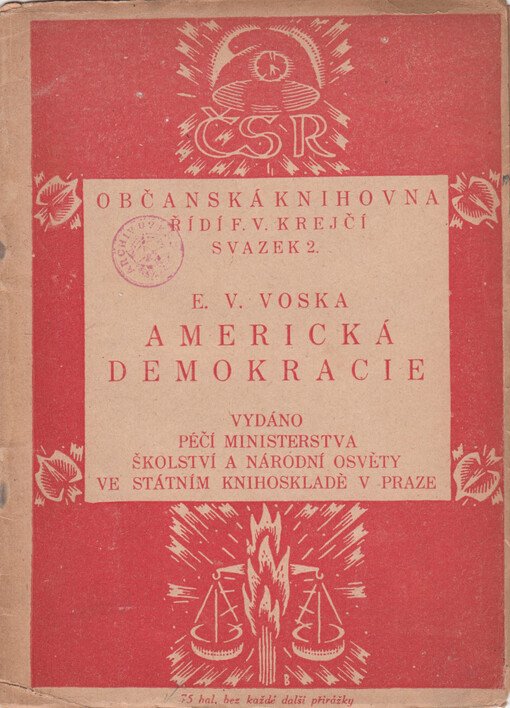 ČSR
OBČANSKÁ KNIHOVNA
ŘÍDÍ F. V. KREJČÍ
SVAZEK 2.
E. V. VOSKA
AMERICKÁ
DEMOKRACIE
VYDÁNO
PÉČÍ MINISTERSTVA
ŠKOLSTVÍ A NÁRODNÍ OSVĚTY
VE STÁTNÍM KNIHOSKLADĚ V PRAZE
B
75 hal. bez každé další přirážky